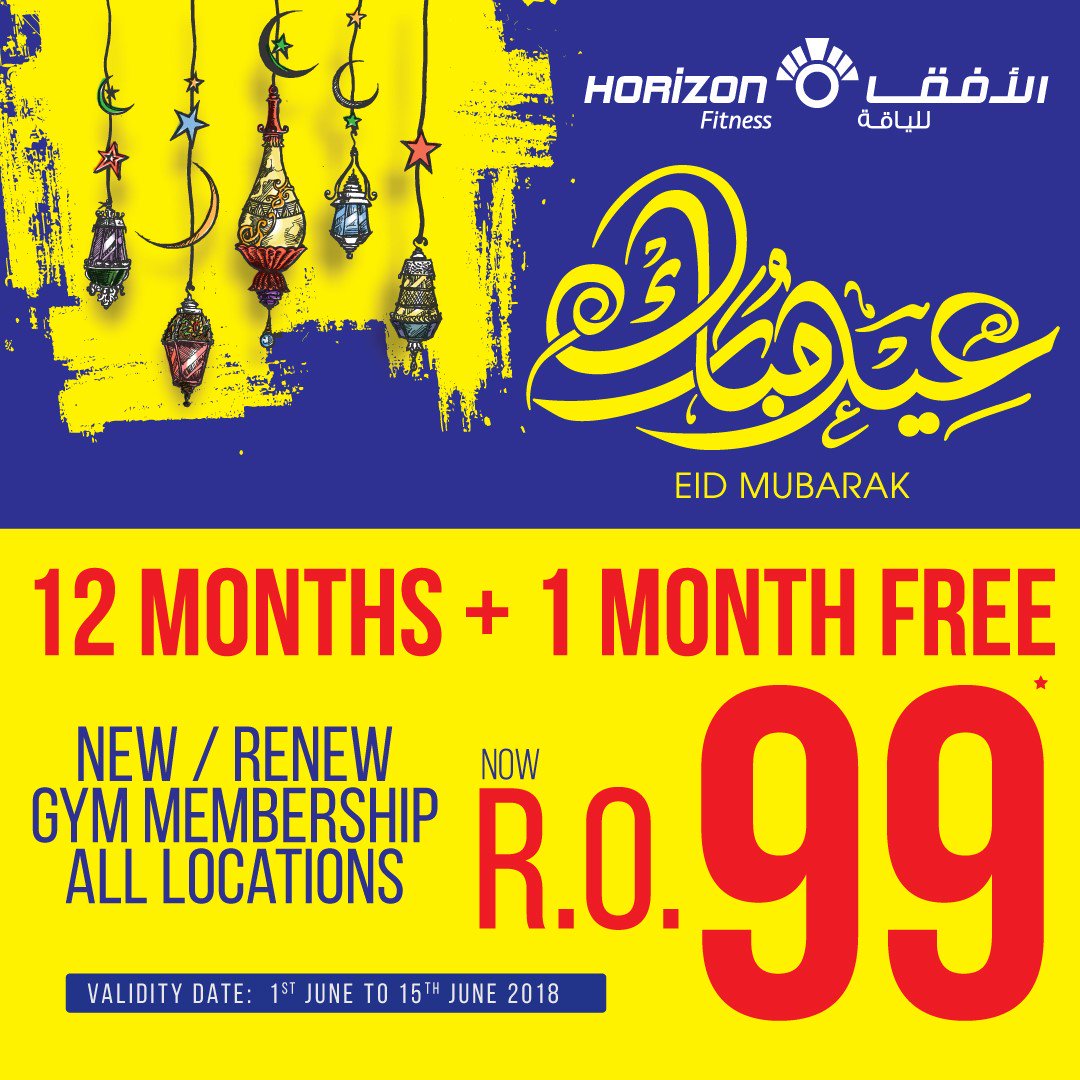 HORIZON الأفق
Fitness للياقة
عيد مبارك
EID MUBARAK
12 MONTHS + 1 MONTH FREE
NEW / RENEW
GYM MEMBERSHIP
ALL LOCATIONS
NOW
R.O. 99*
VALIDITY DATE: 1ST JUNE TO 15TH JUNE 2018